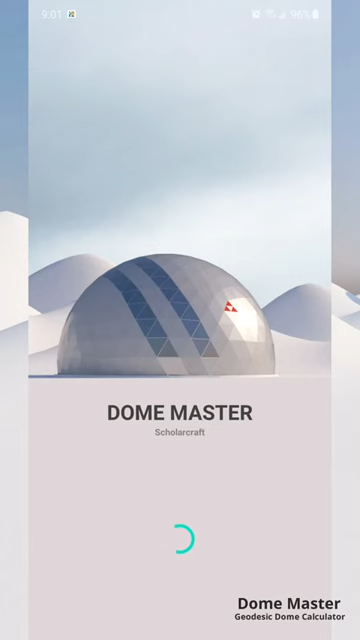 9:01
96%
DOME MASTER
Scholarcraft
Dome Master
Geodesic Dome Calculator